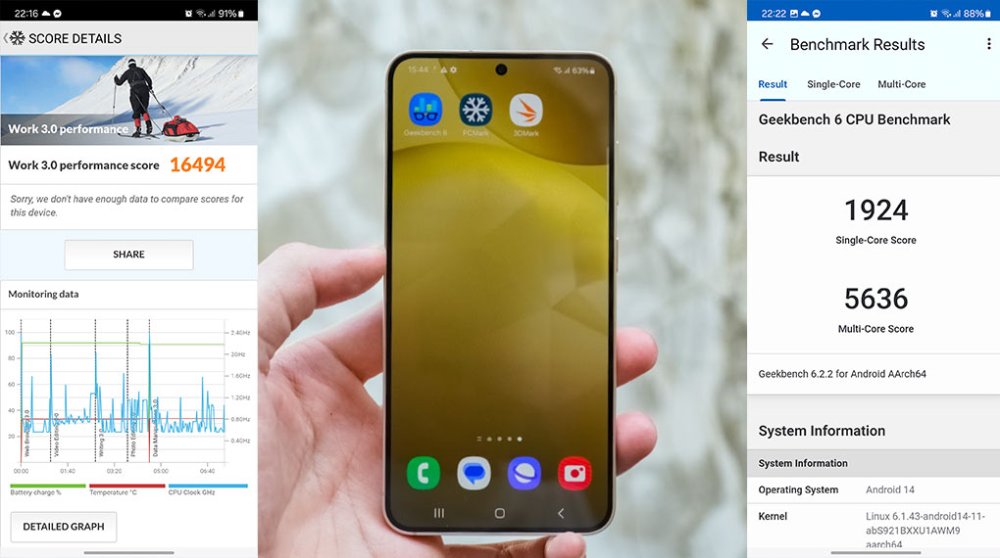 22:16 91%
SCORE DETAILS
Work 3.0 performance
Work 3.0 performance score 16494
Sorry, we don't have enough data to compare scores for
this device.
SHARE
Monitoring data
100
80
60
40
20
2.4GHz
2GHz
1.6GHz
1.2GHz
0.8GHz
0.4GHz
Web Browsing 3.0
Video Editing 3.0
Writing 3.0
Photo Editing 3.0
Data Manipulation 3.0
00:00 01:40 03:20 05:00 06:40
Battery charge % Temperature °C CPU Clock GHz
DETAILED GRAPH
15:44 63%
Geekbench 6 PCMark 3DMark
22:22 88%
Benchmark Results
Result Single-Core Multi-Core
Geekbench 6 CPU Benchmark
Result
1924
Single-Core Score
5636
Multi-Core Score
Geekbench 6.2.2 for Android AArch64
System Information
System Information
Operating System Android 14
Kernel Linux 6.1.43-android14-11-
abS921BXXU1AWM9
aarch64